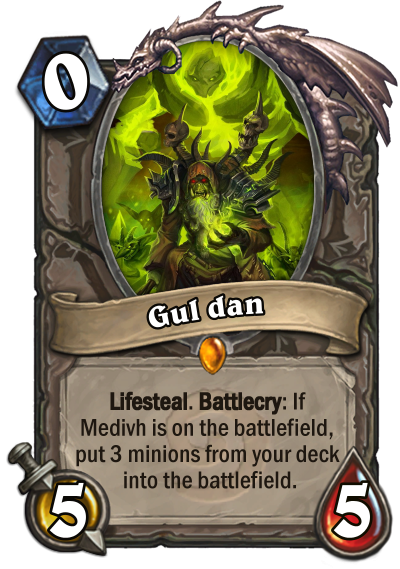 0
Gul dan
Lifesteal. Battlecry: If
Medivh is on the battlefield,
put 3 minions from your deck
into the battlefield.
5
5